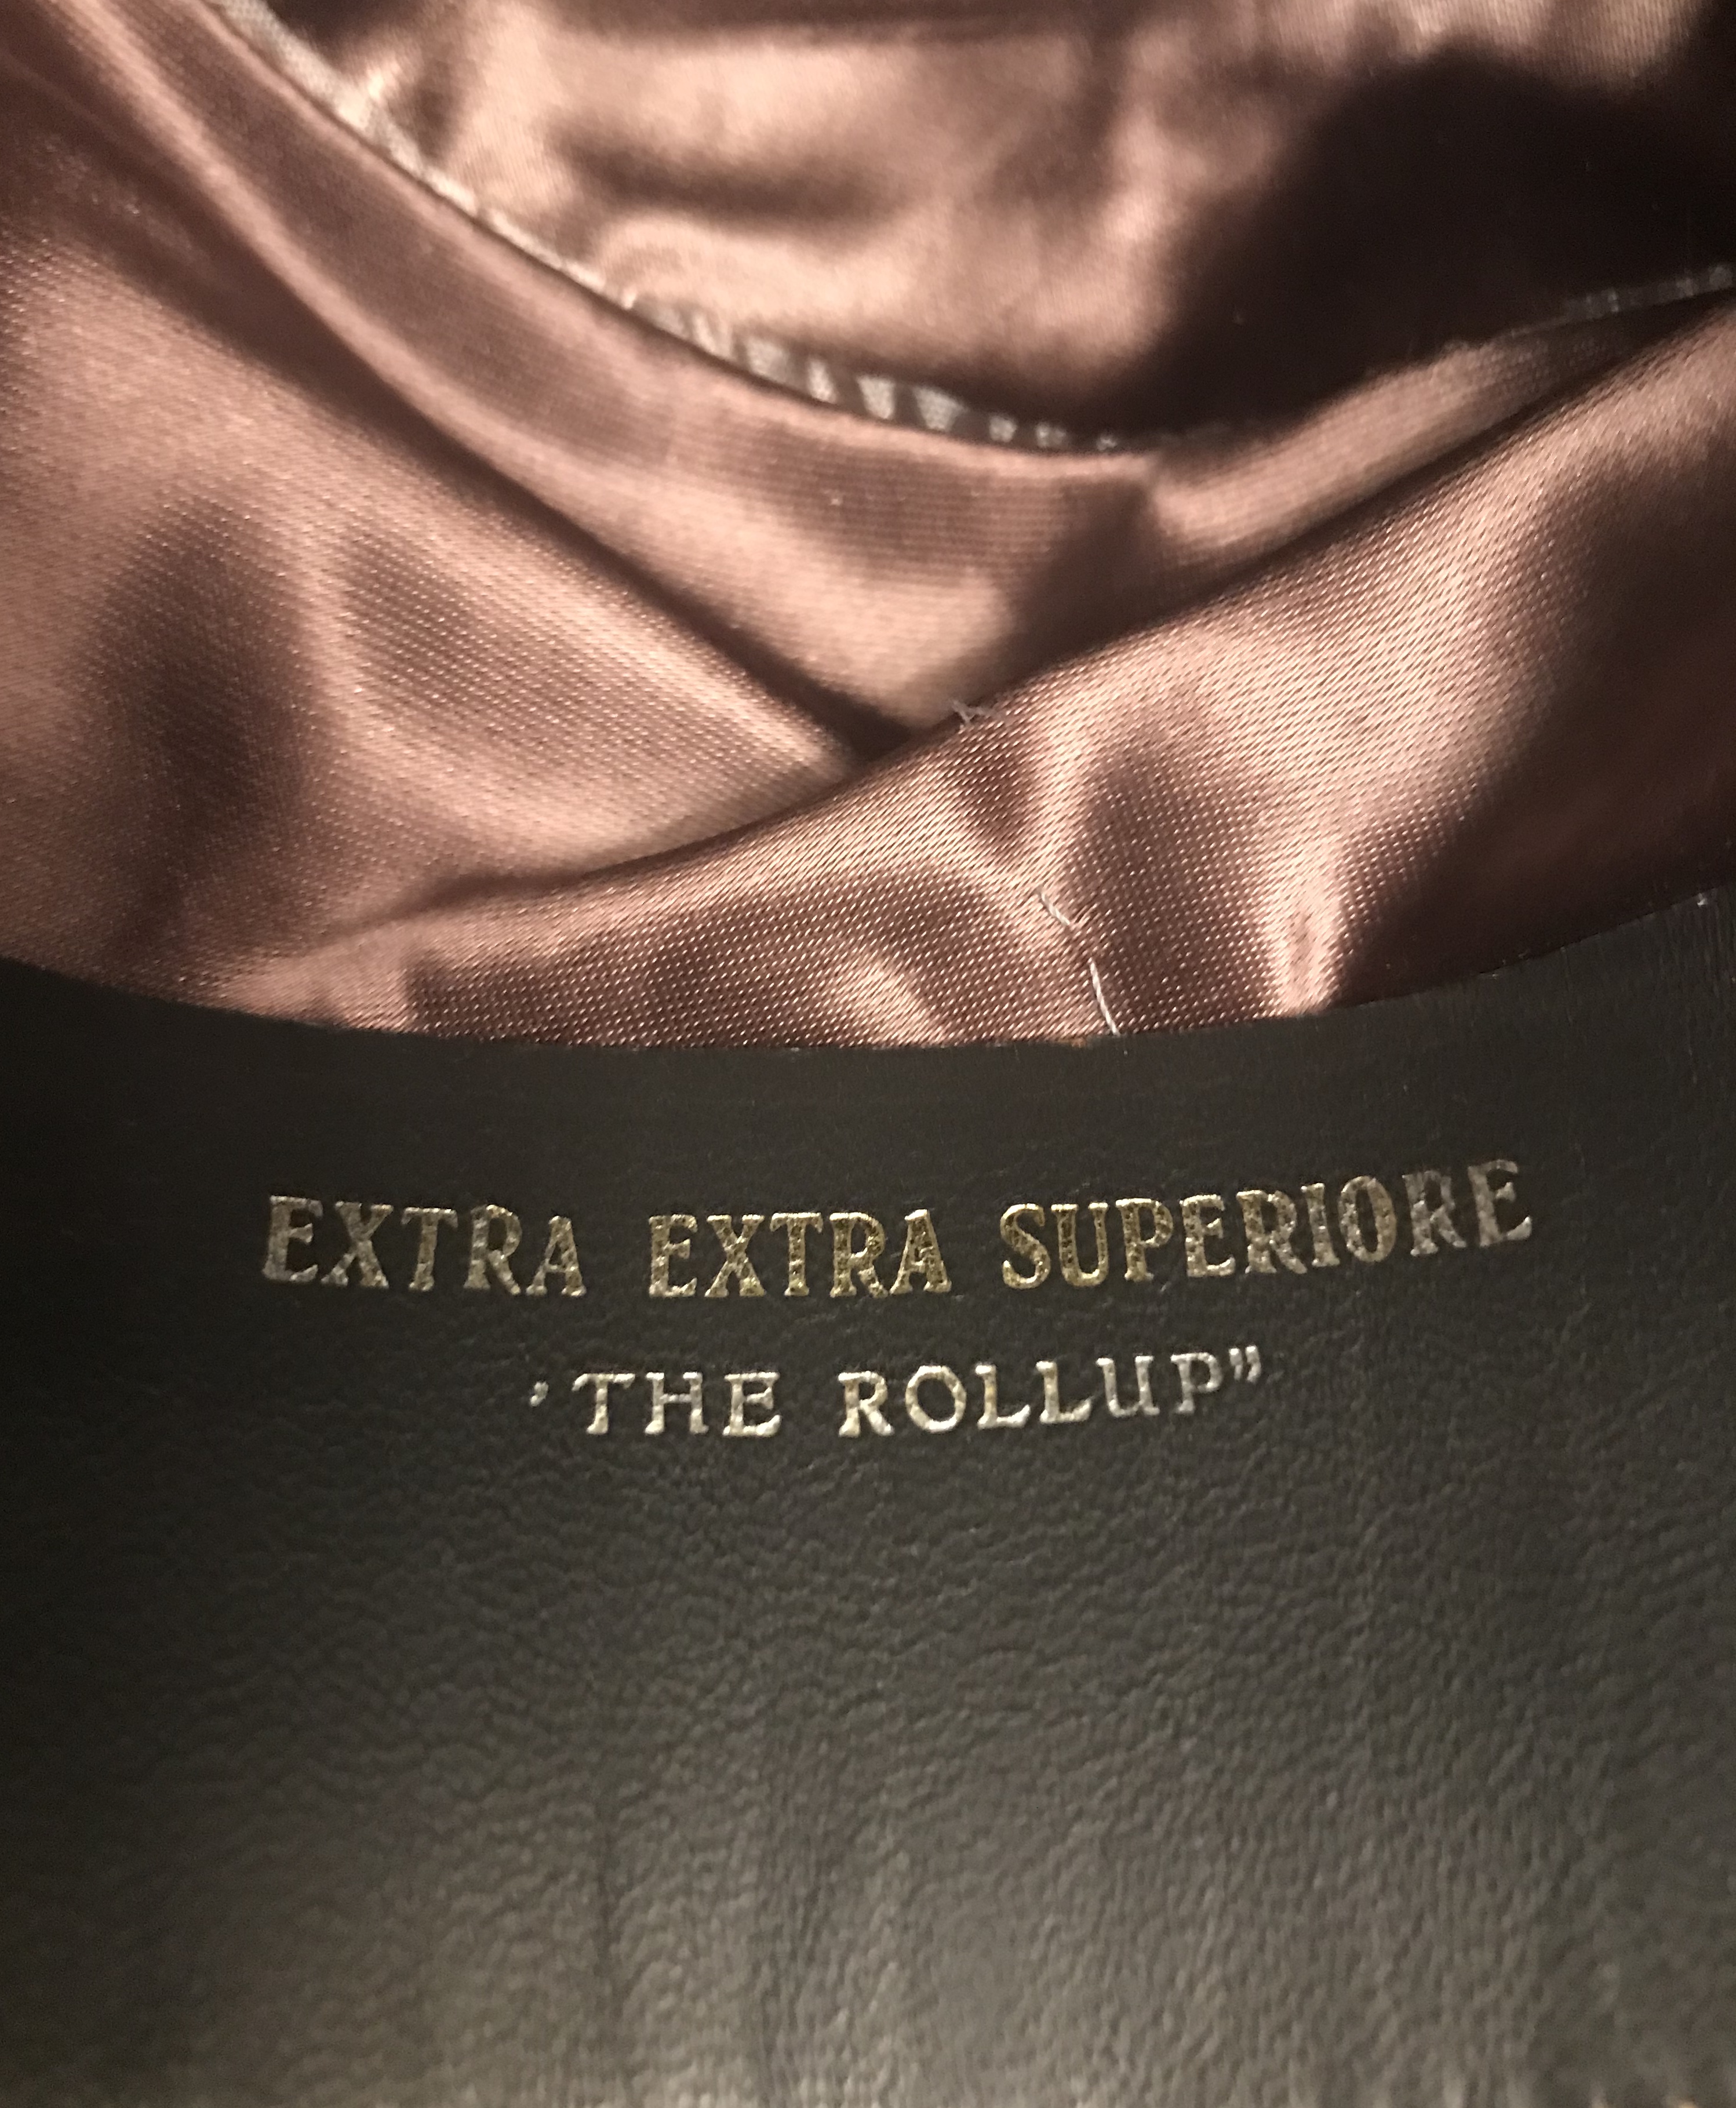 EXTRA EXTRA SUPERIORE
'THE ROLLUP"